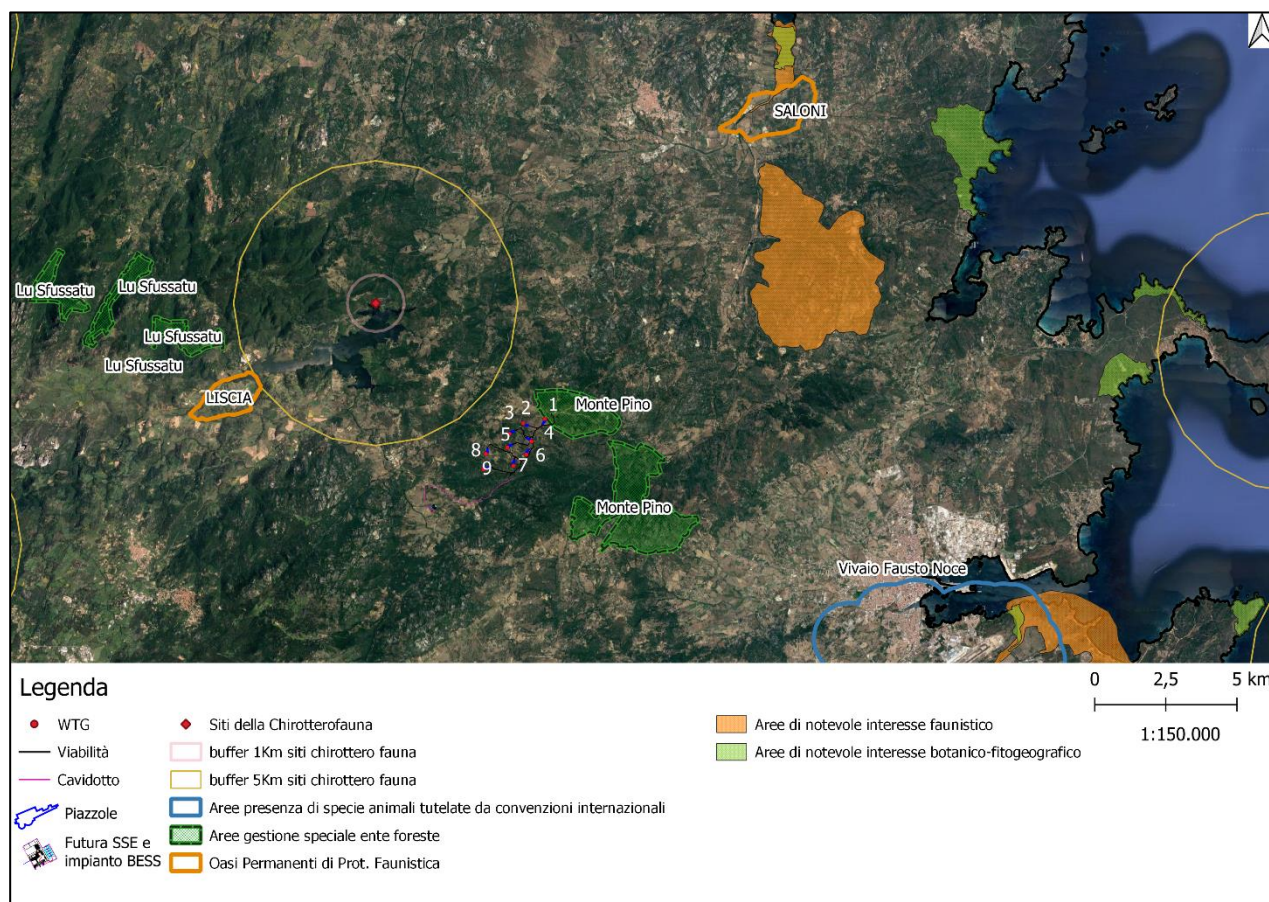 SALONI
Lu Sfussatu
Lu Sfussatu
Lu Sfussatu
Lu Sfussatu
LISCIA
Monte Pino
1
2
3
4
5
6
7
8
9
Monte Pino
Vivaio Fausto Noce
Legenda
WTG
Viabilità
Cavidotto
Piazzole
Futura SSE e
impianto BESS
Siti della Chirotterofauna
buffer 1Km siti chirottero fauna
buffer 5Km siti chirottero fauna
Aree presenza di specie animali tutelate da convenzioni internazionali
Aree gestione speciale ente foreste
Oasi Permanenti di Prot. Faunistica
Aree di notevole interesse faunistico
Aree di notevole interesse botanico-fitogeografico
0 2,5 5 km
1:150.000